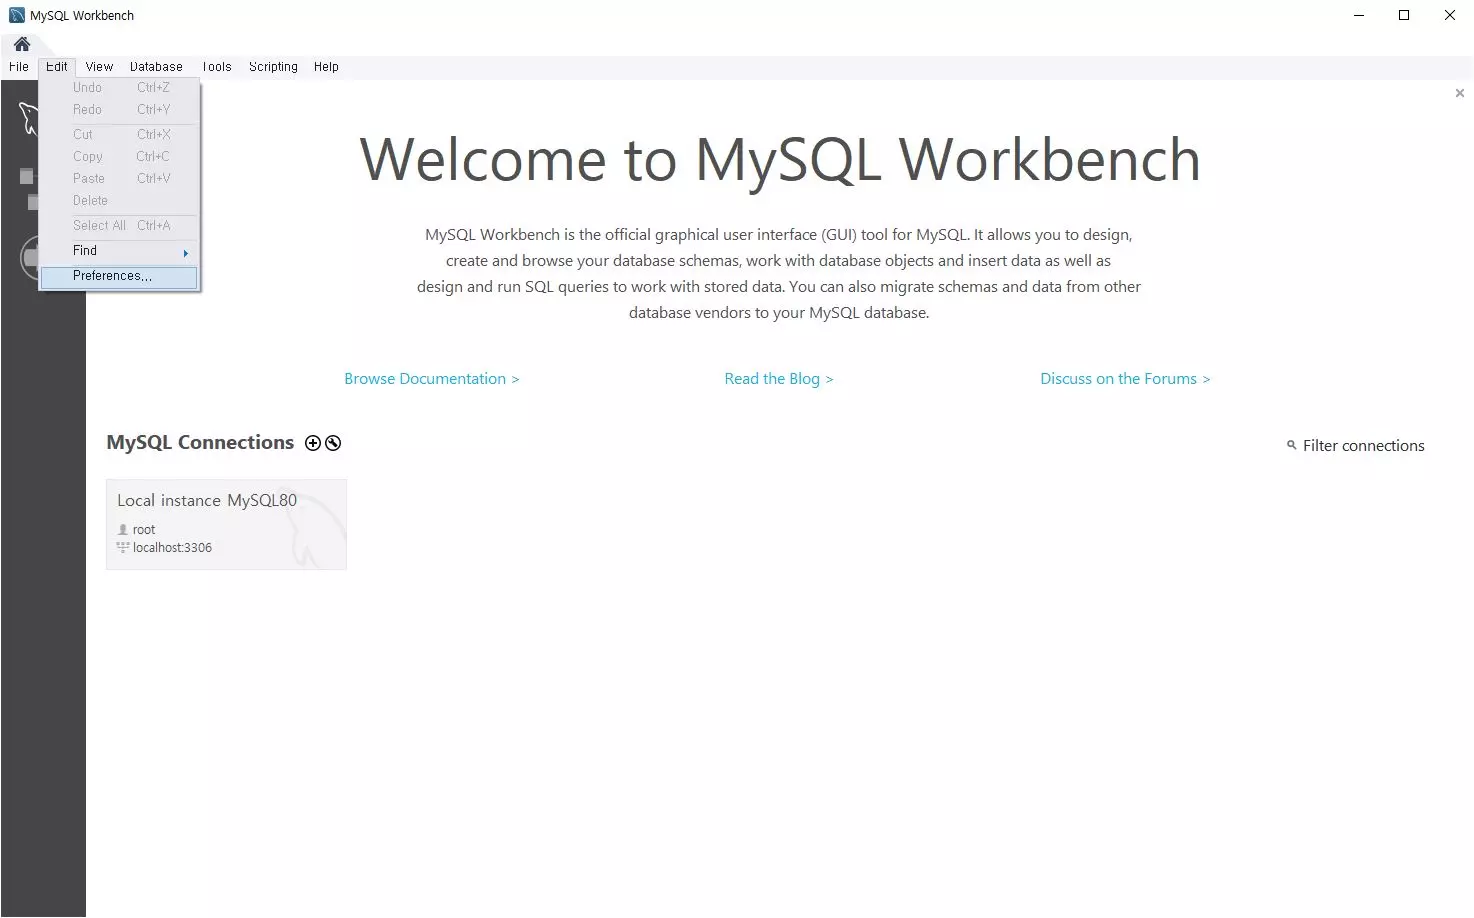 MySQL Workbench
File Edit View Database Tools Scripting Help
Undo Ctrl+Z
Redo Ctrl+Y
Cut Ctrl+X
Copy Ctrl+C
Paste Ctrl+V
Delete
Select All Ctrl+A
Find
Preferences...
Welcome to MySQL Workbench
MySQL Workbench is the official graphical user interface (GUI) tool for MySQL. It allows you to design,
create and browse your database schemas, work with database objects and insert data as well as
design and run SQL queries to work with stored data. You can also migrate schemas and data from other
database vendors to your MySQL database.
Browse Documentation > Read the Blog > Discuss on the Forums >
MySQL Connections Filter connections
Local instance MySQL80
root
localhost:3306